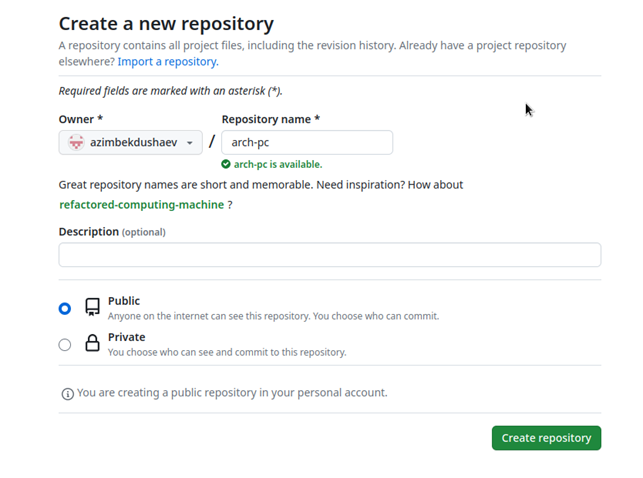 Create a new repository
A repository contains all project files, including the revision history. Already have a project repository
elsewhere? Import a repository.
Required fields are marked with an asterisk (*).
Owner * Repository name *
azimbekdushaev / arch-pc
arch-pc is available.
Great repository names are short and memorable. Need inspiration? How about
refactored-computing-machine ?
Description (optional)
Public
Anyone on the internet can see this repository. You choose who can commit.
Private
You choose who can see and commit to this repository.
You are creating a public repository in your personal account.
Create repository